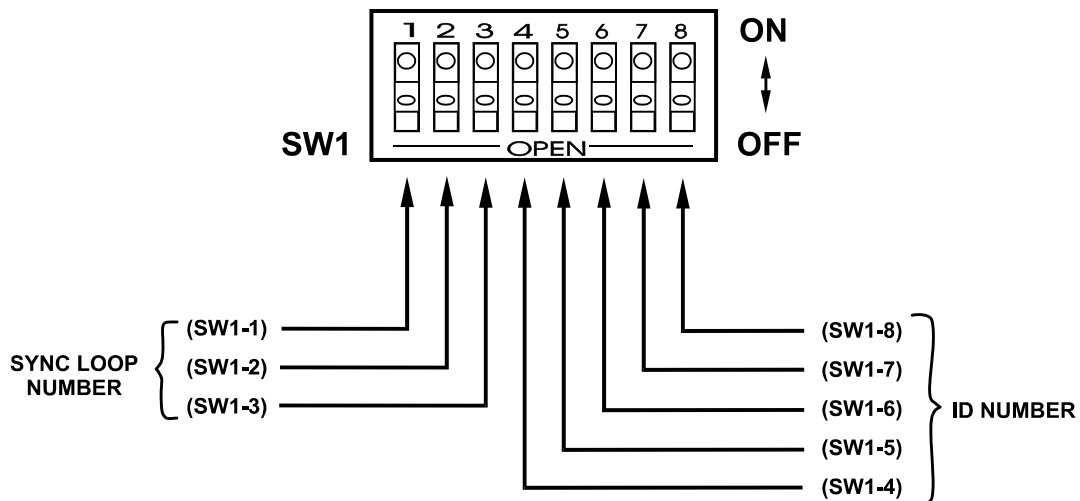 1 2 3 4 5 6 7 8
ON
SW1
OPEN
OFF
(SW1-1)
(SW1-2)
(SW1-3)
SYNC LOOP
NUMBER
(SW1-8)
(SW1-7)
(SW1-6)
(SW1-5)
(SW1-4)
ID NUMBER